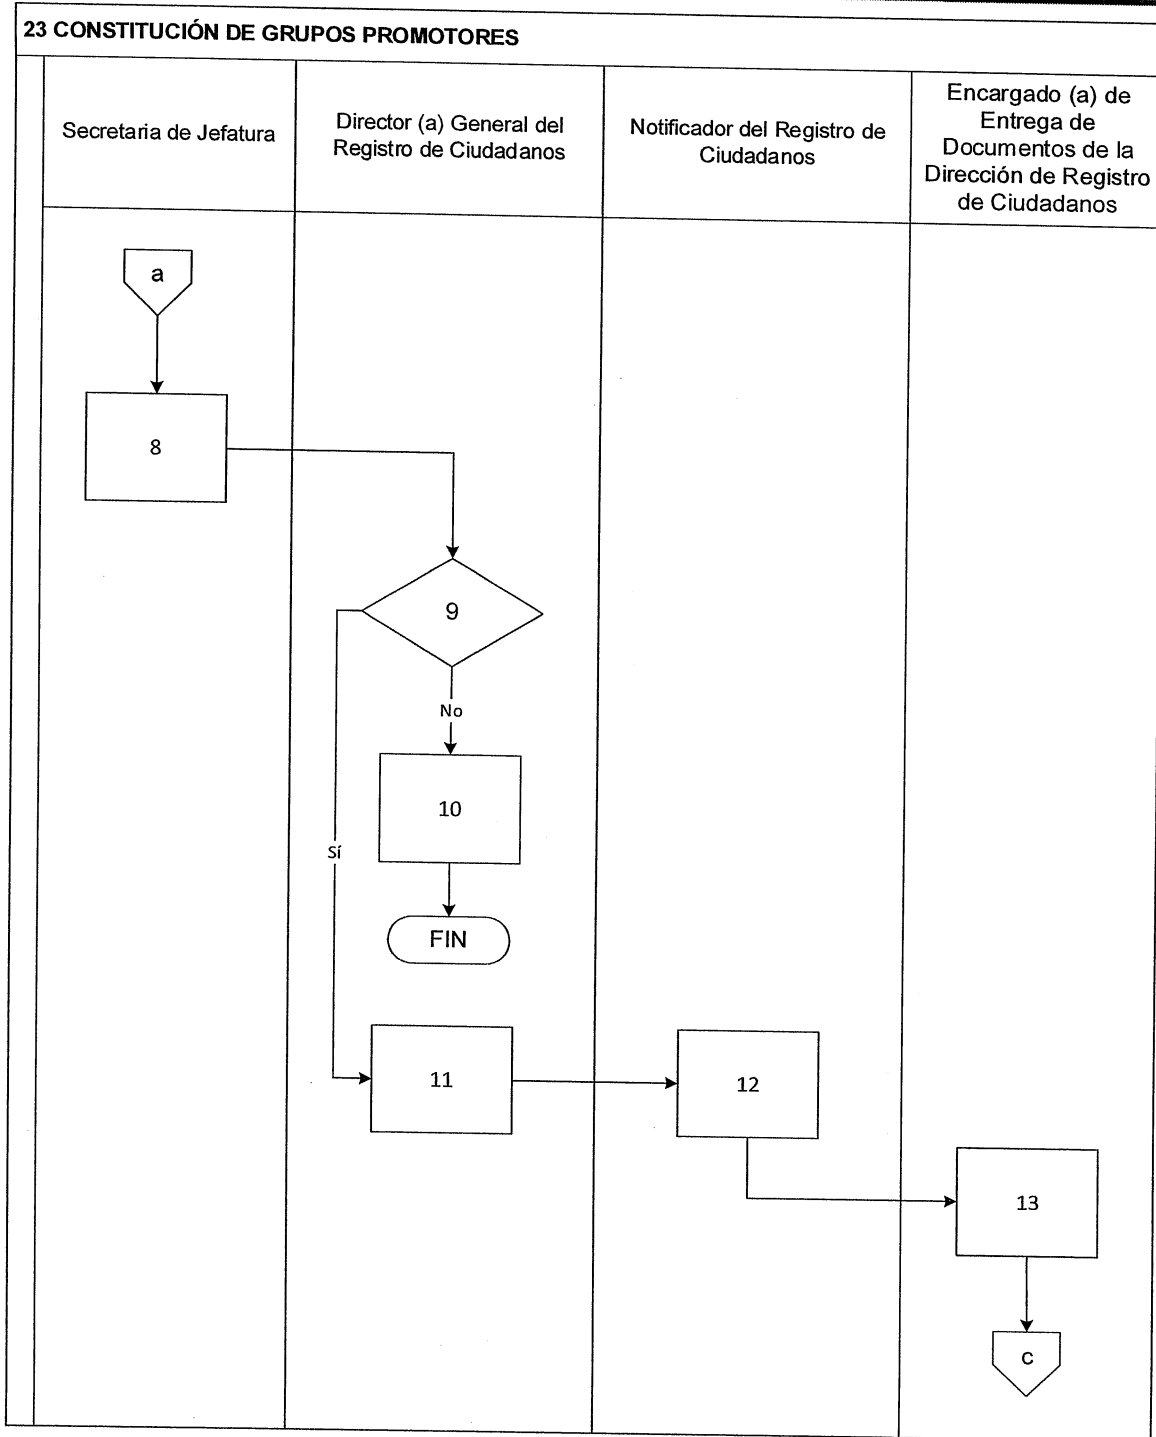 23 CONSTITUCIÓN DE GRUPOS PROMOTORES
Secretaria de Jefatura
Director (a) General del
Registro de Ciudadanos
Notificador del Registro de
Ciudadanos
Encargado (a) de
Entrega de
Documentos de la
Dirección de Registro
de Ciudadanos
a
8
9
No
10
Sí
FIN
11
12
13
c